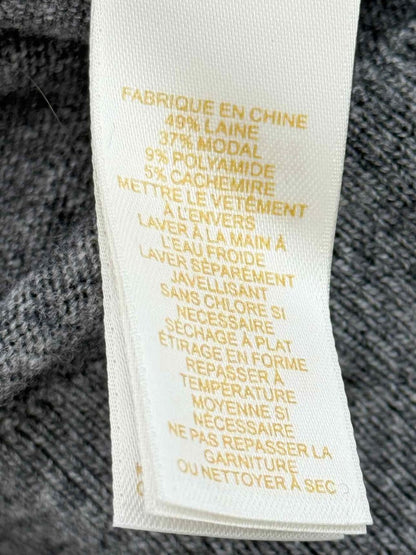 FABRIQUE EN CHINE
49% LAINE
37% MODAL
9% POLYAMIDE
5% CACHEMIRE
METTRE LE VETÊMENT
À L'ENVERS
LAVER À LA MAIN À
L'EAU FROIDE
LAVER SÉPARÉMENT
JAVELLISANT
SANS CHLORE SI
NECESSAIRE
SÉCHAGE À PLAT
ÉTIRAGE EN FORME
REPASSER À
TEMPÉRATURE
MOYENNE SI
NÉCESSAIRE
NE PAS REPASSER LA
GARNITURE
OU NETTOYER À SEC